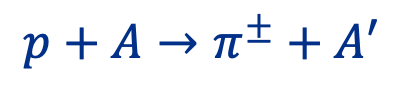 p + A → π± + A′